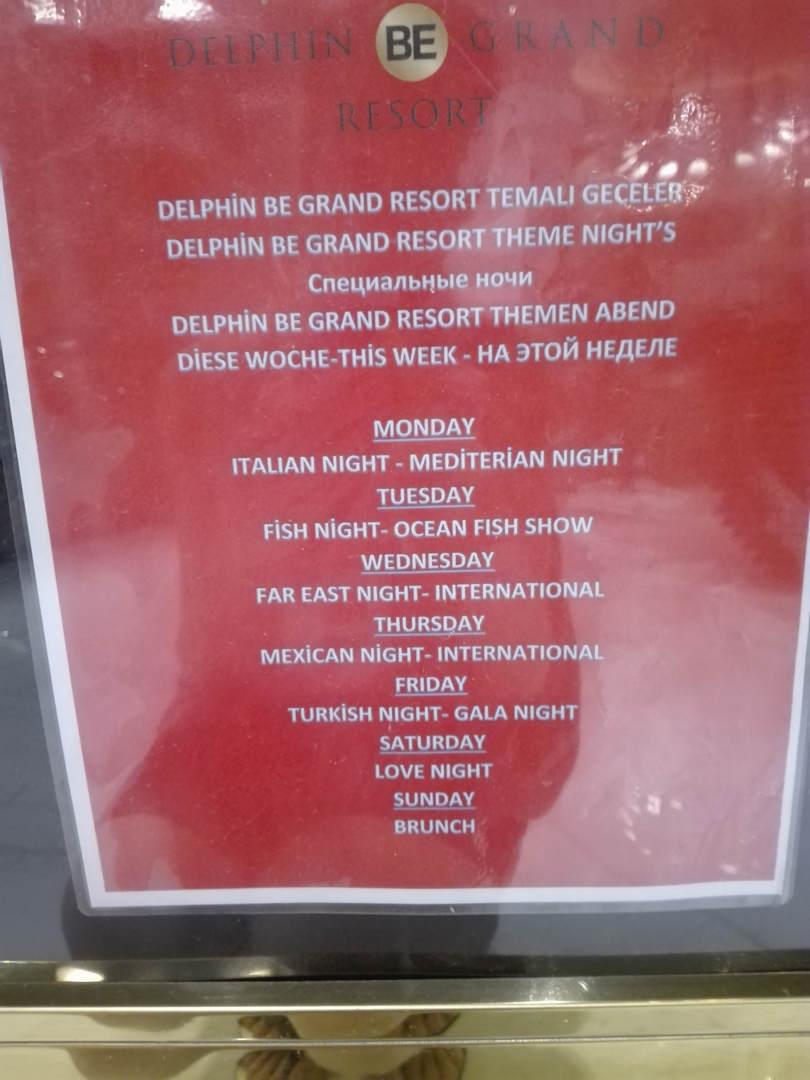 DELPHIN BE GRAND
RESORT
DELPHİN BE GRAND RESORT TEMALI GEÇELER
DELPHİN BE GRAND RESORT THEME NIGHT'S
Специальные ночи
DELPHİN BE GRAND RESORT THEMEN ABEND
DİESE WOCHE-THİS WEEK - НА ЭТОЙ НЕДЕЛЕ
MONDAY
ITALIAN NIGHT - MEDİTERİAN NIGHT
TUESDAY
FİSH NİGHT- OCEAN FISH SHOW
WEDNESDAY
FAR EAST NIGHT- INTERNATIONAL
THURSDAY
MEXİCAN NİGHT- INTERNATIONAL
FRIDAY
TURKİSH NİGHT- GALA NIGHT
SATURDAY
LOVE NIGHT
SUNDAY
BRUNCH